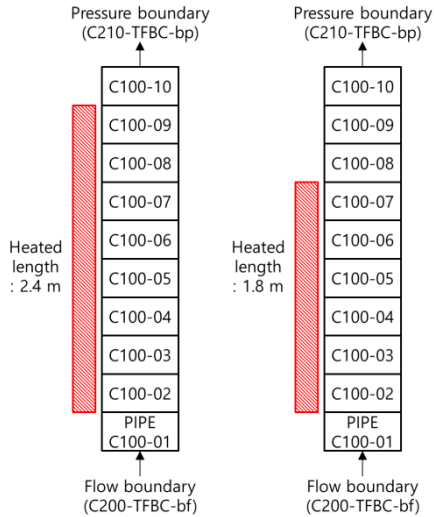 Pressure boundary
(C210-TFBC-bp)
C100-10
C100-09
C100-08
C100-07
C100-06
C100-05
C100-04
C100-03
C100-02
PIPE
C100-01
Heated
length
: 2.4 m
Flow boundary
(C200-TFBC-bf)
Pressure boundary
(C210-TFBC-bp)
C100-10
C100-09
C100-08
C100-07
C100-06
C100-05
C100-04
C100-03
C100-02
PIPE
C100-01
Heated
length
: 1.8 m
Flow boundary
(C200-TFBC-bf)